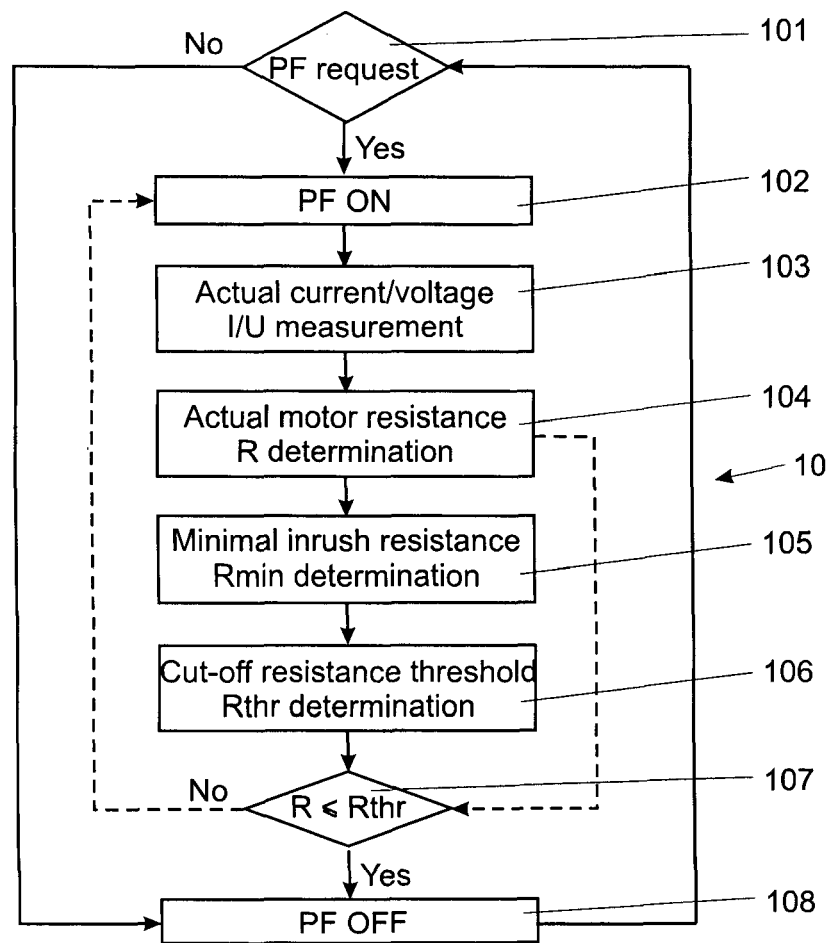 101
No
PF request
Yes
102
PF ON
103
Actual current/voltage
I/U measurement
104
Actual motor resistance
R determination
10
Minimal inrush resistance
Rmin determination
105
Cut-off resistance threshold
Rthr determination
106
107
No
R ⩽ Rthr
Yes
108
PF OFF